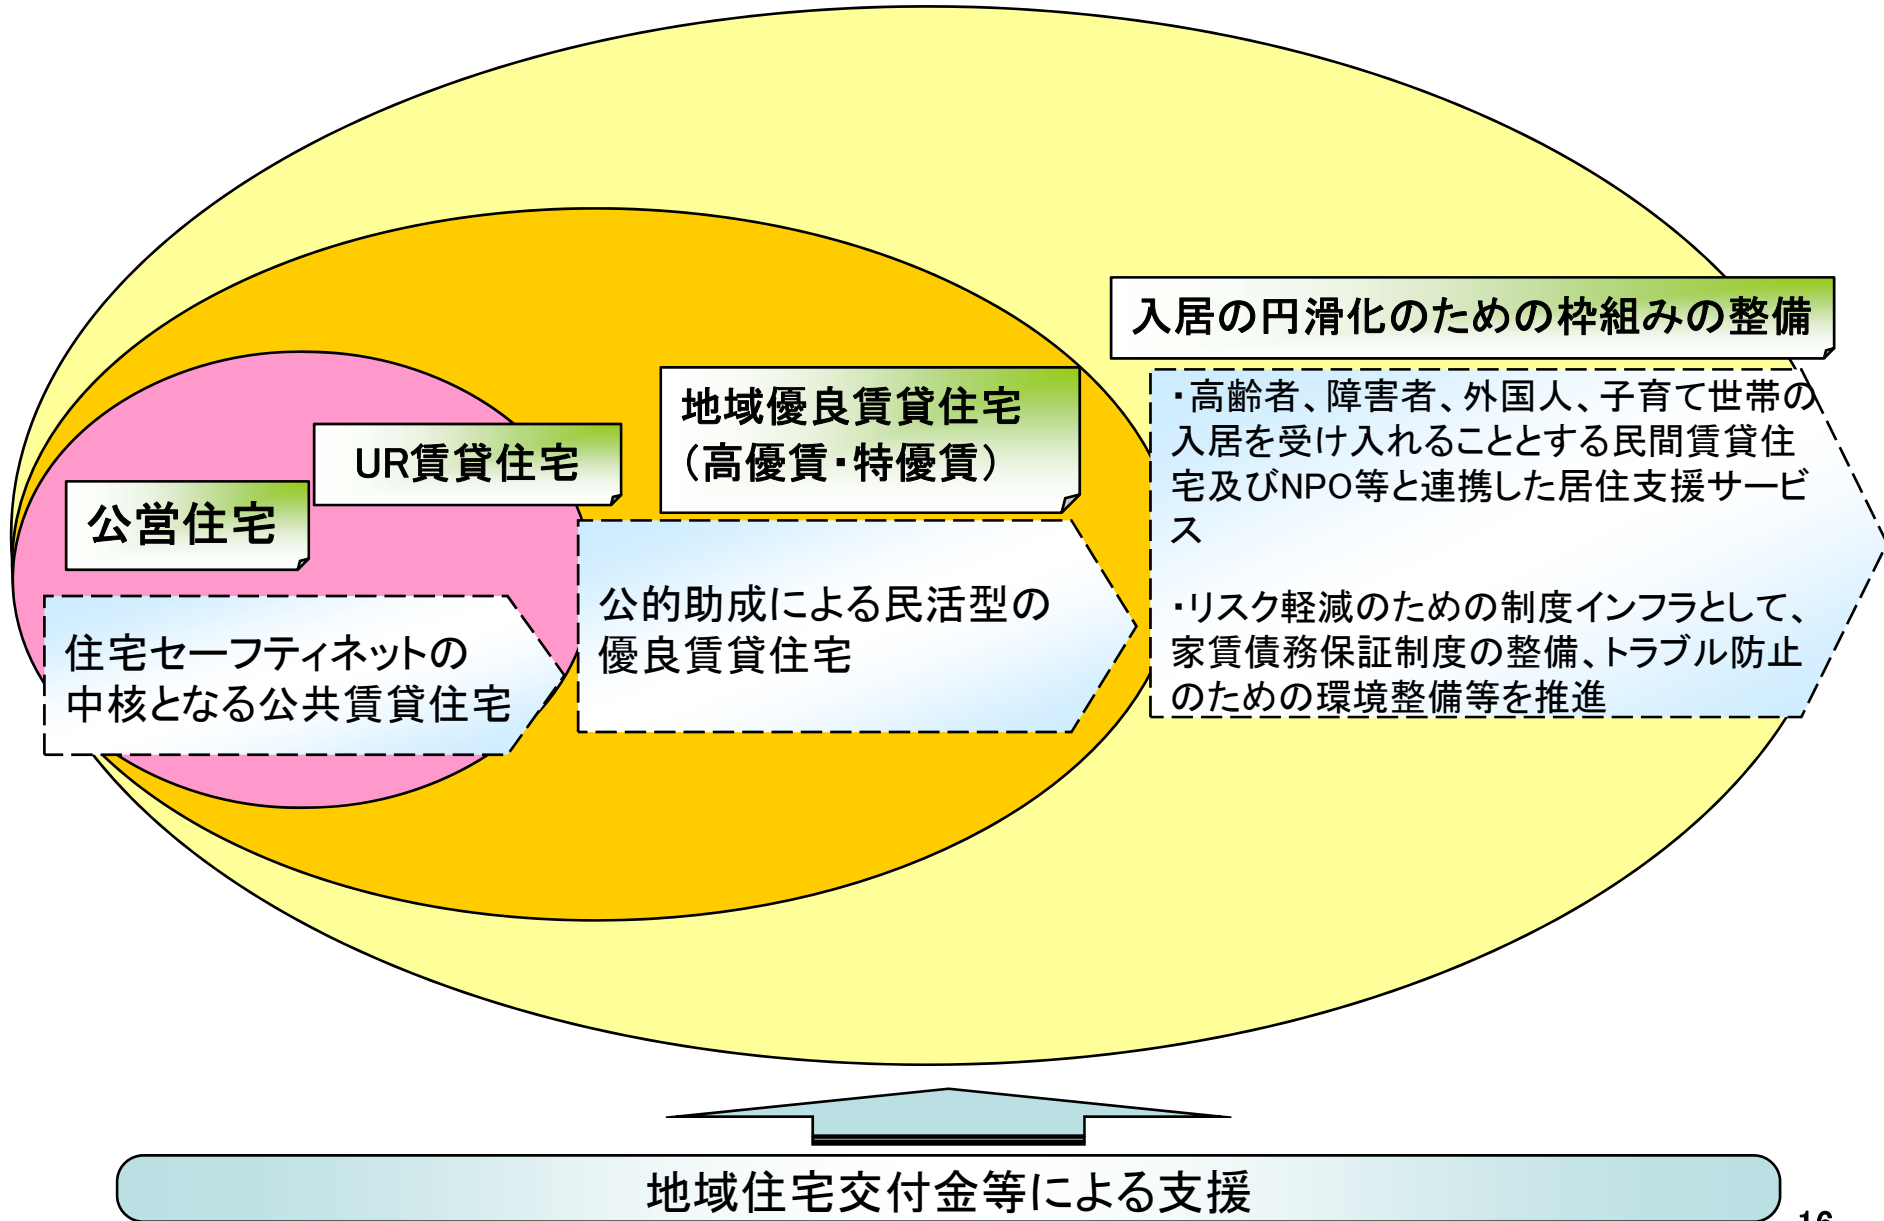 公営住宅
住宅セーフティネットの
中核となる公共賃貸住宅
UR賃貸住宅
地域優良賃貸住宅
（高優賃・特優賃）
公的助成による民活型の
優良賃貸住宅
入居の円滑化のための枠組みの整備
・高齢者、障害者、外国人、子育て世帯の
入居を受け入れることとする民間賃貸住
宅及びNPO等と連携した居住支援サービ
ス
・リスク軽減のための制度インフラとして、
家賃債務保証制度の整備、トラブル防止
のための環境整備等を推進
地域住宅交付金等による支援
16